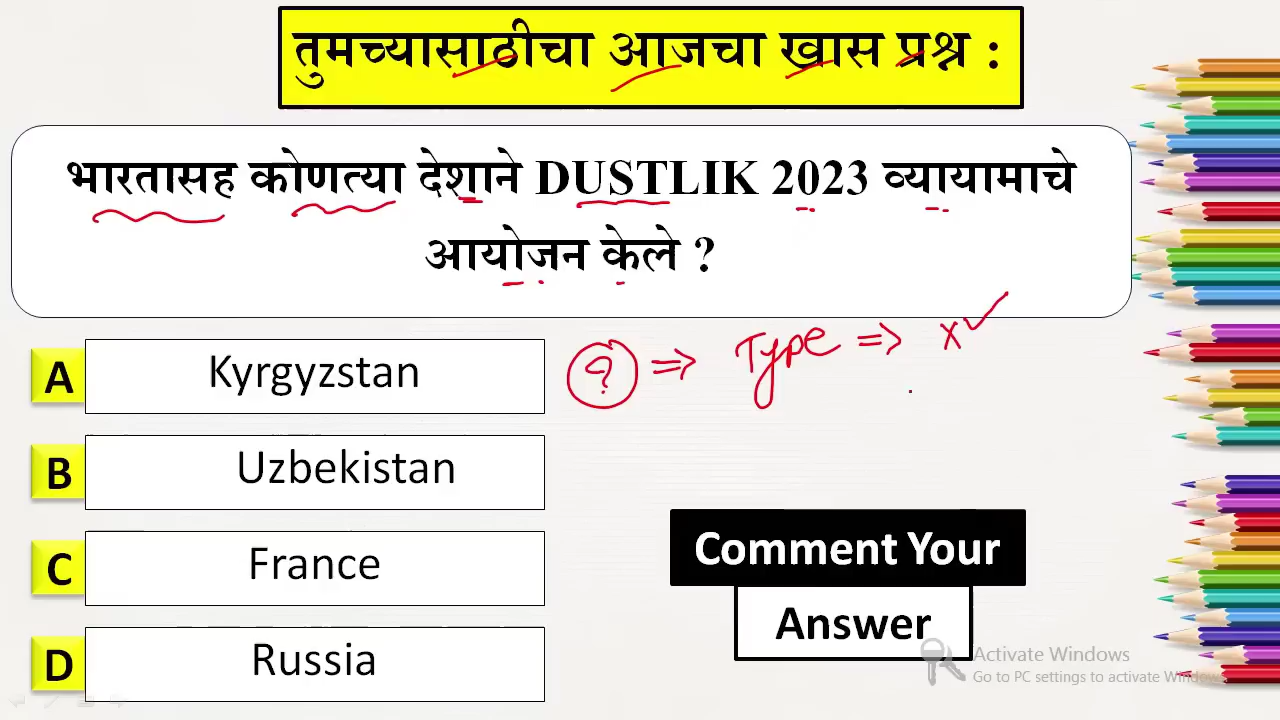 तुमच्यासाठीचा आजचा खास प्रश्न :
भारतासह कोणत्या देशाने DUSTLIK 2023 व्यायामाचे
आयोजन केले ?
A Kyrgyzstan
? => Type => x✓
B Uzbekistan
C France
D Russia
Comment Your
Answer
Activate Windows
Go to PC settings to activate Windows.